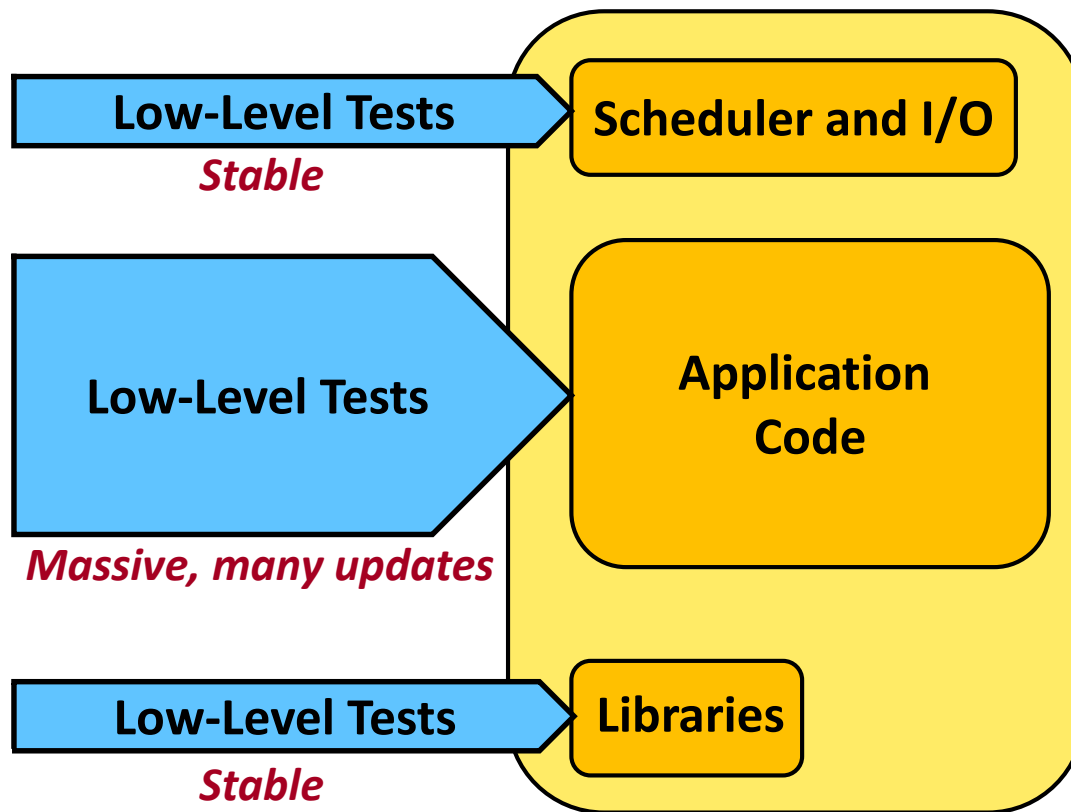 Low-Level Tests
Scheduler and I/O
Stable
Low-Level Tests
Application
Code
Massive, many updates
Low-Level Tests
Libraries
Stable